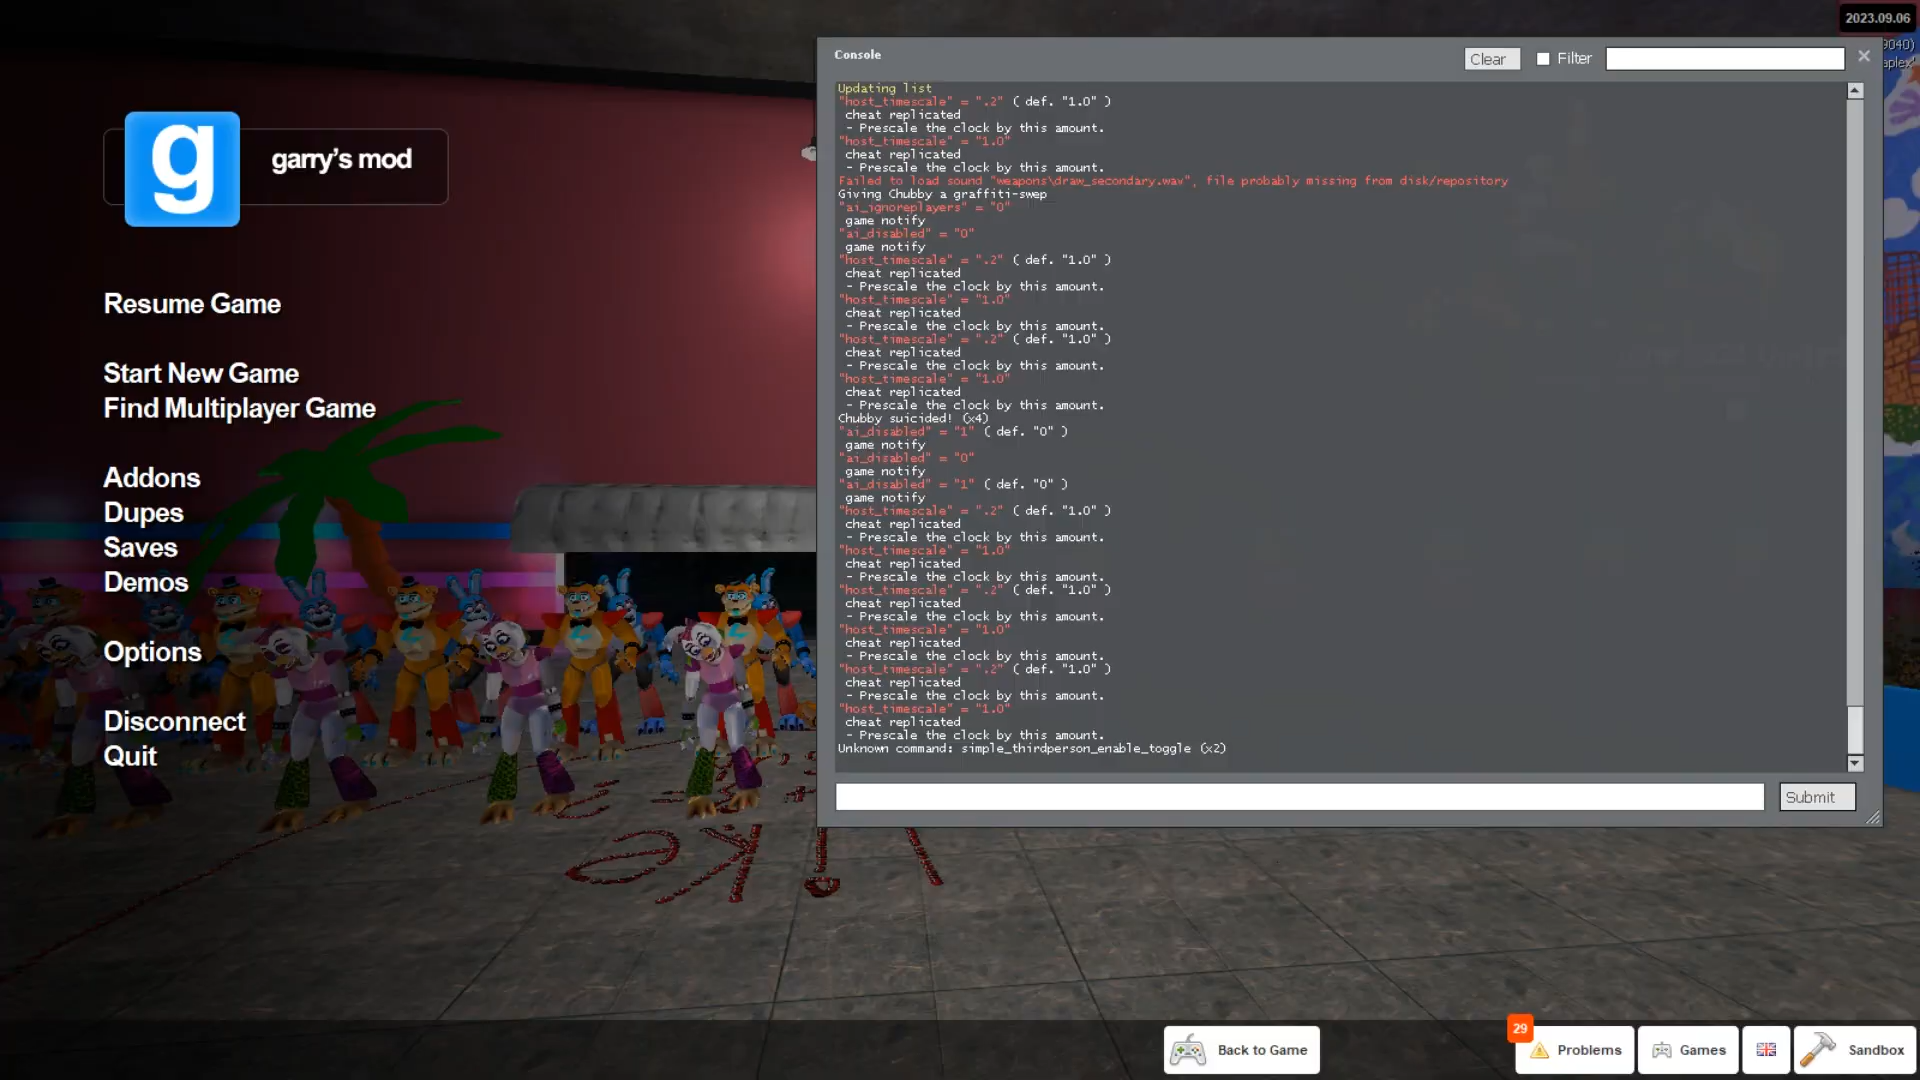 2023.09.06
garry's mod
g
Resume Game
Start New Game
Find Multiplayer Game
Addons
Dupes
Saves
Demos
Options
Disconnect
Quit
Console
Clear
Filter
Updating list
"host_timescale" = ".2" ( def. "1.0" )
cheat replicated
- Prescale the clock by this amount.
"host_timescale" = "1.0"
cheat replicated
- Prescale the clock by this amount.
Failed to load sound "weapons\draw_secondary.wav", file probably missing from disk/repository
Giving Chubby a graffiti-swep
"ai_ignoreplayers" = "0"
game notify
"ai_disabled" = "0"
game notify
"host_timescale" = ".2" ( def. "1.0" )
cheat replicated
- Prescale the clock by this amount.
"host_timescale" = "1.0"
cheat replicated
- Prescale the clock by this amount.
"host_timescale" = ".2" ( def. "1.0" )
cheat replicated
- Prescale the clock by this amount.
"host_timescale" = "1.0"
cheat replicated
- Prescale the clock by this amount.
Chubby suicided! (x4)
"ai_disabled" = "1" ( def. "0" )
game notify
"ai_disabled" = "0"
game notify
"ai_disabled" = "1" ( def. "0" )
game notify
"host_timescale" = ".2" ( def. "1.0" )
cheat replicated
- Prescale the clock by this amount.
"host_timescale" = "1.0"
cheat replicated
- Prescale the clock by this amount.
"host_timescale" = ".2" ( def. "1.0" )
cheat replicated
- Prescale the clock by this amount.
"host_timescale" = "1.0"
cheat replicated
- Prescale the clock by this amount.
"host_timescale" = ".2" ( def. "1.0" )
cheat replicated
- Prescale the clock by this amount.
"host_timescale" = "1.0"
cheat replicated
- Prescale the clock by this amount.
Unknown command: simple_thirdperson_enable_toggle (x2)
Submit
Back to Game
29
Problems
Games
Sandbox